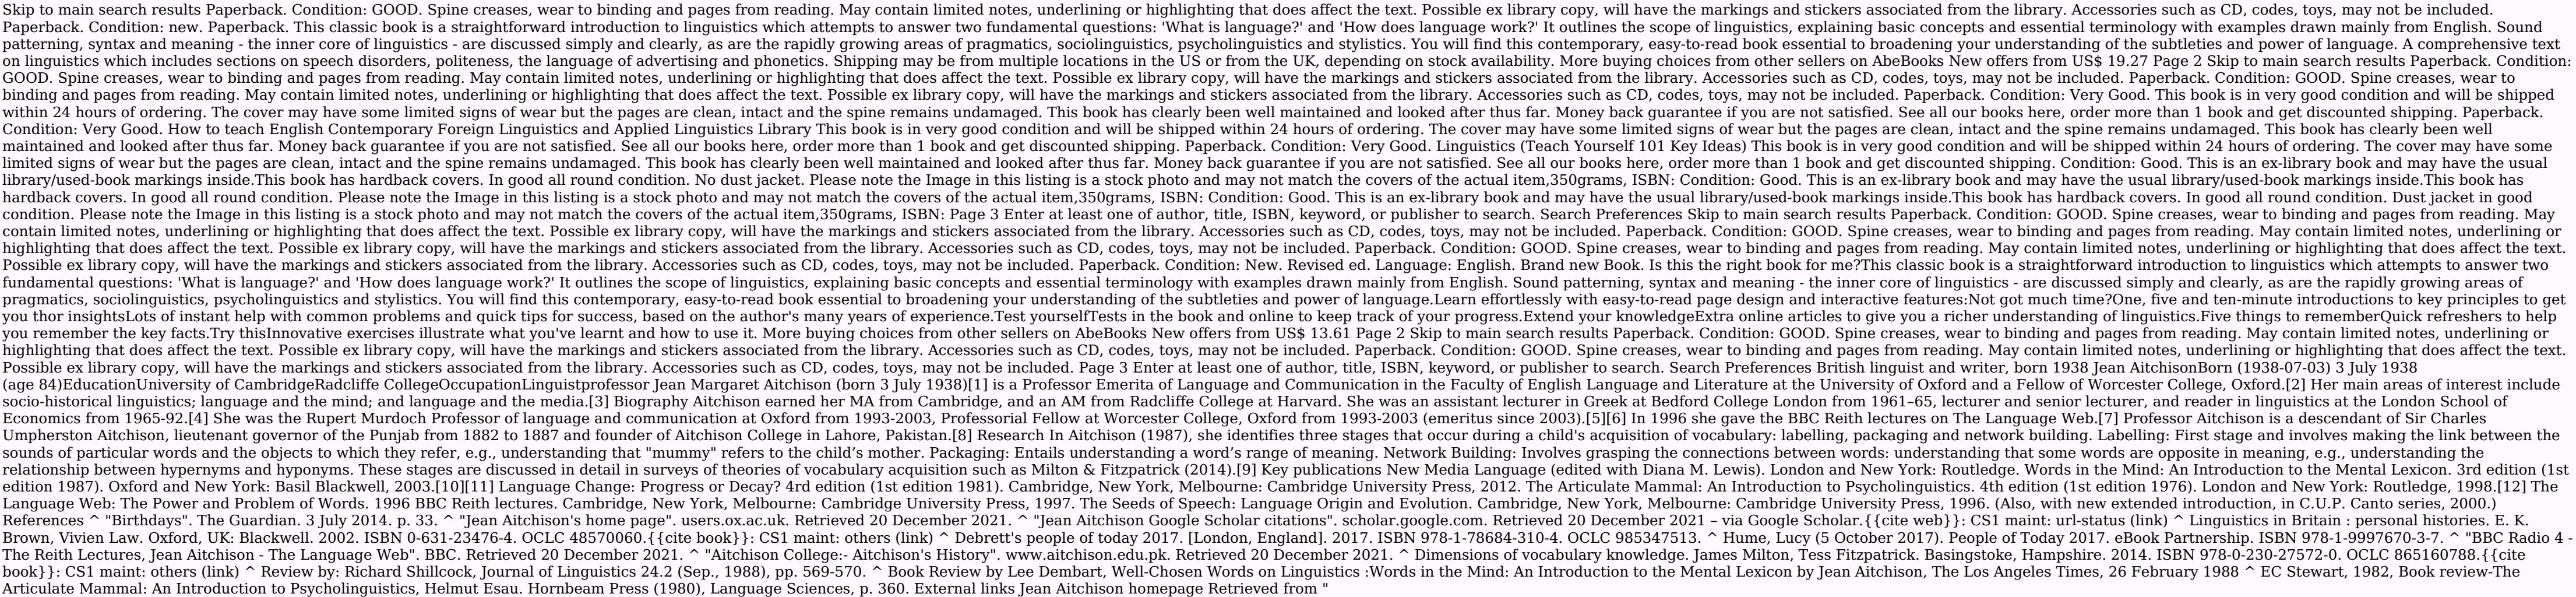 Skip to main search results Paperback. Condition: GOOD. Spine creases, wear to binding and pages from reading. May contain limited notes, underlining or highlighting that does affect the text. Possible ex library copy, will have the markings and stickers associated from the library. Accessories such as CD, codes, toys, may not be included.
Paperback. Condition: new. Paperback. This classic book is a straightforward introduction to linguistics which attempts to answer two fundamental questions: 'What is language?' and 'How does language work?' It outlines the scope of linguistics, explaining basic concepts and essential terminology with examples drawn mainly from English. Sound
patterning, syntax and meaning - the inner core of linguistics - are discussed simply and clearly, as are the rapidly growing areas of pragmatics, sociolinguistics, psycholinguistics and stylistics. You will find this contemporary, easy-to-read book essential to broadening your understanding of the subtleties and power of language. A comprehensive text
on linguistics which includes sections on speech disorders, politeness, the language of advertising and phonetics. Shipping may be from multiple locations in the US or from the UK, depending on stock availability. More buying choices from other sellers on AbeBooks New offers from US$ 19.27 Page 2 Skip to main search results Paperback. Condition:
GOOD. Spine creases, wear to binding and pages from reading. May contain limited notes, underlining or highlighting that does affect the text. Possible ex library copy, will have the markings and stickers associated from the library. Accessories such as CD, codes, toys, may not be included. Paperback. Condition: GOOD. Spine creases, wear to
binding and pages from reading. May contain limited notes, underlining or highlighting that does affect the text. Possible ex library copy, will have the markings and stickers associated from the library. Accessories such as CD, codes, toys, may not be included. Paperback. Condition: Very Good. This book is in very good condition and will be shipped
within 24 hours of ordering. The cover may have some limited signs of wear but the pages are clean, intact and the spine remains undamaged. This book has clearly been well maintained and looked after thus far. Money back guarantee if you are not satisfied. See all our books here, order more than 1 book and get discounted shipping. Paperback.
Condition: Very Good. How to teach English Contemporary Foreign Linguistics and Applied Linguistics Library This book is in very good condition and will be shipped within 24 hours of ordering. The cover may have some limited signs of wear but the pages are clean, intact and the spine remains undamaged. This book has clearly been well
maintained and looked after thus far. Money back guarantee if you are not satisfied. See all our books here, order more than 1 book and get discounted shipping. Paperback. Condition: Very Good. Linguistics (Teach Yourself 101 Key Ideas) This book is in very good condition and will be shipped within 24 hours of ordering. The cover may have some
limited signs of wear but the pages are clean, intact and the spine remains undamaged. This book has clearly been well maintained and looked after thus far. Money back guarantee if you are not satisfied. See all our books here, order more than 1 book and get discounted shipping. Condition: Good. This is an ex-library book and may have the usual
library/used-book markings inside.This book has hardback covers. In good all round condition. No dust jacket. Please note the Image in this listing is a stock photo and may not match the covers of the actual item,350grams, ISBN: Condition: Good. This is an ex-library book and may have the usual library/used-book markings inside.This book has
hardback covers. In good all round condition. Please note the Image in this listing is a stock photo and may not match the covers of the actual item,350grams, ISBN: Condition: Good. This is an ex-library book and may have the usual library/used-book markings inside.This book has hardback covers. In good all round condition. Dust jacket in good
condition. Please note the Image in this listing is a stock photo and may not match the covers of the actual item,350grams, ISBN: Page 3 Enter at least one of author, title, ISBN, keyword, or publisher to search. Search Preferences Skip to main search results Paperback. Condition: GOOD. Spine creases, wear to binding and pages from reading. May
contain limited notes, underlining or highlighting that does affect the text. Possible ex library copy, will have the markings and stickers associated from the library. Accessories such as CD, codes, toys, may not be included. Paperback. Condition: GOOD. Spine creases, wear to binding and pages from reading. May contain limited notes, underlining or
highlighting that does affect the text. Possible ex library copy, will have the markings and stickers associated from the library. Accessories such as CD, codes, toys, may not be included. Paperback. Condition: GOOD. Spine creases, wear to binding and pages from reading. May contain limited notes, underlining or highlighting that does affect the text.
Possible ex library copy, will have the markings and stickers associated from the library. Accessories such as CD, codes, toys, may not be included. Paperback. Condition: New. Revised ed. Language: English. Brand new Book. Is this the right book for me?This classic book is a straightforward introduction to linguistics which attempts to answer two
fundamental questions: 'What is language?' and 'How does language work?' It outlines the scope of linguistics, explaining basic concepts and essential terminology with examples drawn mainly from English. Sound patterning, syntax and meaning - the inner core of linguistics - are discussed simply and clearly, as are the rapidly growing areas of
pragmatics, sociolinguistics, psycholinguistics and stylistics. You will find this contemporary, easy-to-read book essential to broadening your understanding of the subtleties and power of language.Learn effortlessly with easy-to-read page design and interactive features:Not got much time?One, five and ten-minute introductions to key principles to get
you thor insightsLots of instant help with common problems and quick tips for success, based on the author's many years of experience.Test yourselfTests in the book and online to keep track of your progress.Extend your knowledgeExtra online articles to give you a richer understanding of linguistics.Five things to rememberQuick refreshers to help
you remember the key facts.Try thisInnovative exercises illustrate what you've learnt and how to use it. More buying choices from other sellers on AbeBooks New offers from US$ 13.61 Page 2 Skip to main search results Paperback. Condition: GOOD. Spine creases, wear to binding and pages from reading. May contain limited notes, underlining or
highlighting that does affect the text. Possible ex library copy, will have the markings and stickers associated from the library. Accessories such as CD, codes, toys, may not be included. Paperback. Condition: GOOD. Spine creases, wear to binding and pages from reading. May contain limited notes, underlining or highlighting that does affect the text.
Possible ex library copy, will have the markings and stickers associated from the library. Accessories such as CD, codes, toys, may not be included. Page 3 Enter at least one of author, title, ISBN, keyword, or publisher to search. Search Preferences British linguist and writer, born 1938 Jean AitchisonBorn (1938-07-03) 3 July 1938
(age 84)EducationUniversity of CambridgeRadcliffe CollegeOccupationLinguistprofessor Jean Margaret Aitchison (born 3 July 1938)[1] is a Professor Emerita of Language and Communication in the Faculty of English Language and Literature at the University of Oxford and a Fellow of Worcester College, Oxford.[2] Her main areas of interest include
socio-historical linguistics; language and the mind; and language and the media.[3] Biography Aitchison earned her MA from Cambridge, and an AM from Radcliffe College at Harvard. She was an assistant lecturer in Greek at Bedford College London from 1961–65, lecturer and senior lecturer, and reader in linguistics at the London School of
Economics from 1965-92.[4] She was the Rupert Murdoch Professor of language and communication at Oxford from 1993-2003, Professorial Fellow at Worcester College, Oxford from 1993-2003 (emeritus since 2003).[5][6] In 1996 she gave the BBC Reith lectures on The Language Web.[7] Professor Aitchison is a descendant of Sir Charles
Umpherston Aitchison, lieutenant governor of the Punjab from 1882 to 1887 and founder of Aitchison College in Lahore, Pakistan.[8] Research In Aitchison (1987), she identifies three stages that occur during a child's acquisition of vocabulary: labelling, packaging and network building. Labelling: First stage and involves making the link between the
sounds of particular words and the objects to which they refer, e.g., understanding that "mummy" refers to the child’s mother. Packaging: Entails understanding a word’s range of meaning. Network Building: Involves grasping the connections between words: understanding that some words are opposite in meaning, e.g., understanding the
relationship between hypernyms and hyponyms. These stages are discussed in detail in surveys of theories of vocabulary acquisition such as Milton & Fitzpatrick (2014).[9] Key publications New Media Language (edited with Diana M. Lewis). London and New York: Routledge. Words in the Mind: An Introduction to the Mental Lexicon. 3rd edition (1st
edition 1987). Oxford and New York: Basil Blackwell, 2003.[10][11] Language Change: Progress or Decay? 4rd edition (1st edition 1981). Cambridge, New York, Melbourne: Cambridge University Press, 2012. The Articulate Mammal: An Introduction to Psycholinguistics. 4th edition (1st edition 1976). London and New York: Routledge, 1998.[12] The
Language Web: The Power and Problem of Words. 1996 BBC Reith lectures. Cambridge, New York, Melbourne: Cambridge University Press, 1997. The Seeds of Speech: Language Origin and Evolution. Cambridge, New York, Melbourne: Cambridge University Press, 1996. (Also, with new extended introduction, in C.U.P. Canto series, 2000.)
References ^ "Birthdays". The Guardian. 3 July 2014. p. 33. ^ "Jean Aitchison's home page". users.ox.ac.uk. Retrieved 20 December 2021. ^ "Jean Aitchison Google Scholar citations". scholar.google.com. Retrieved 20 December 2021 – via Google Scholar.{{cite web}}: CS1 maint: url-status (link) ^ Linguistics in Britain : personal histories. E. K.
Brown, Vivien Law. Oxford, UK: Blackwell. 2002. ISBN 0-631-23476-4. OCLC 48570060.{{cite book}}: CS1 maint: others (link) ^ Debrett's people of today 2017. [London, England]. 2017. ISBN 978-1-78684-310-4. OCLC 985347513. ^ Hume, Lucy (5 October 2017). People of Today 2017. eBook Partnership. ISBN 978-1-9997670-3-7. ^ "BBC Radio 4 -
The Reith Lectures, Jean Aitchison - The Language Web". BBC. Retrieved 20 December 2021. ^ "Aitchison College:- Aitchison's History". www.aitchison.edu.pk. Retrieved 20 December 2021. ^ Dimensions of vocabulary knowledge. James Milton, Tess Fitzpatrick. Basingstoke, Hampshire. 2014. ISBN 978-0-230-27572-0. OCLC 865160788.{{cite
book}}: CS1 maint: others (link) ^ Review by: Richard Shillcock, Journal of Linguistics 24.2 (Sep., 1988), pp. 569-570. ^ Book Review by Lee Dembart, Well-Chosen Words on Linguistics :Words in the Mind: An Introduction to the Mental Lexicon by Jean Aitchison, The Los Angeles Times, 26 February 1988 ^ EC Stewart, 1982, Book review-The
Articulate Mammal: An Introduction to Psycholinguistics, Helmut Esau. Hornbeam Press (1980), Language Sciences, p. 360. External links Jean Aitchison homepage Retrieved from "